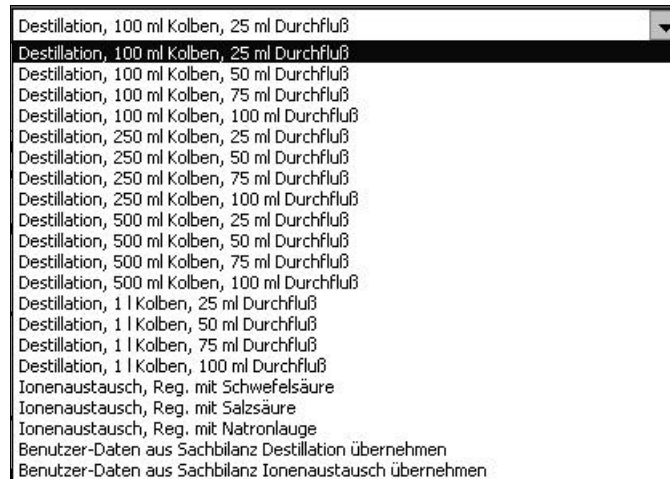 Destillation, 100 ml Kolben, 25 ml Durchfluß
Destillation, 100 ml Kolben, 25 ml Durchfluß
Destillation, 100 ml Kolben, 50 ml Durchfluß
Destillation, 100 ml Kolben, 75 ml Durchfluß
Destillation, 100 ml Kolben, 100 ml Durchfluß
Destillation, 250 ml Kolben, 25 ml Durchfluß
Destillation, 250 ml Kolben, 50 ml Durchfluß
Destillation, 250 ml Kolben, 75 ml Durchfluß
Destillation, 250 ml Kolben, 100 ml Durchfluß
Destillation, 500 ml Kolben, 25 ml Durchfluß
Destillation, 500 ml Kolben, 50 ml Durchfluß
Destillation, 500 ml Kolben, 75 ml Durchfluß
Destillation, 500 ml Kolben, 100 ml Durchfluß
Destillation, 1 l Kolben, 25 ml Durchfluß
Destillation, 1 l Kolben, 50 ml Durchfluß
Destillation, 1 l Kolben, 75 ml Durchfluß
Destillation, 1 l Kolben, 100 ml Durchfluß
Ionenaustausch, Reg. mit Schwefelsäure
Ionenaustausch, Reg. mit Salzsäure
Ionenaustausch, Reg. mit Natronlauge
Benutzer-Daten aus Sachbilanz Destillation übernehmen
Benutzer-Daten aus Sachbilanz Ionenaustausch übernehmen